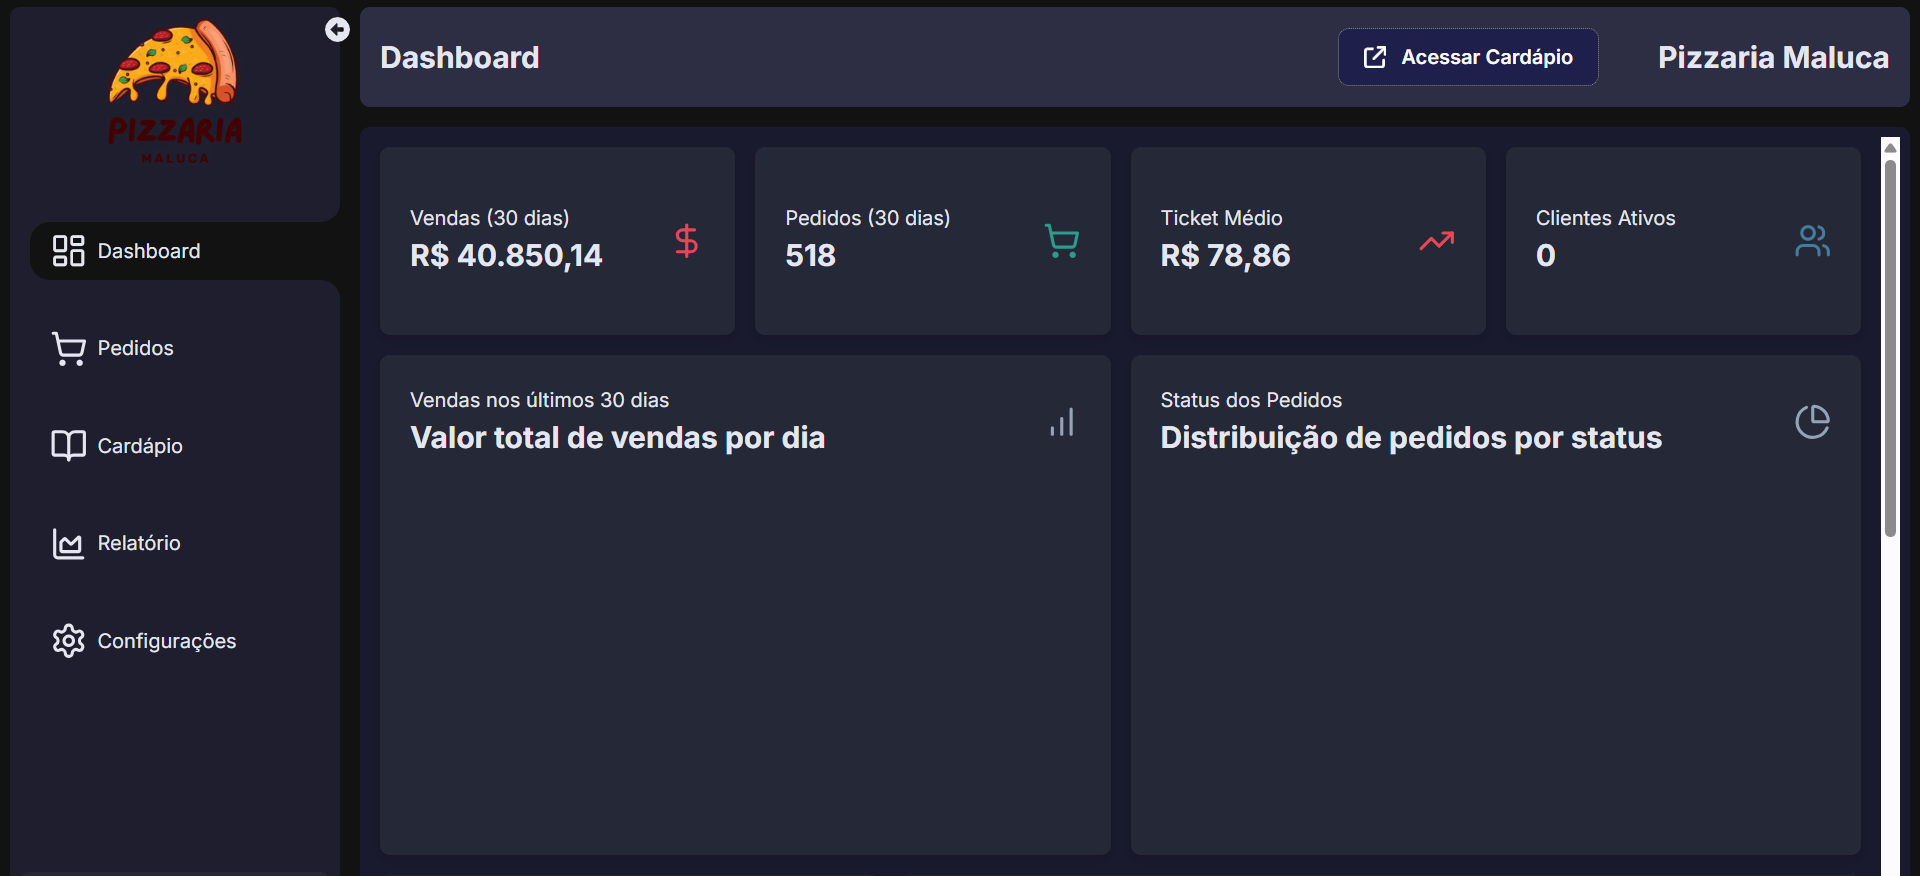 PIZZARIA
MALUCA
Dashboard
Pedidos
Cardápio
Relatório
Configurações
Dashboard
Acessar Cardápio
Pizzaria Maluca
Vendas (30 dias)
R$ 40.850,14
Pedidos (30 dias)
518
Ticket Médio
R$ 78,86
Clientes Ativos
0
Vendas nos últimos 30 dias
Valor total de vendas por dia
Status dos Pedidos
Distribuição de pedidos por status